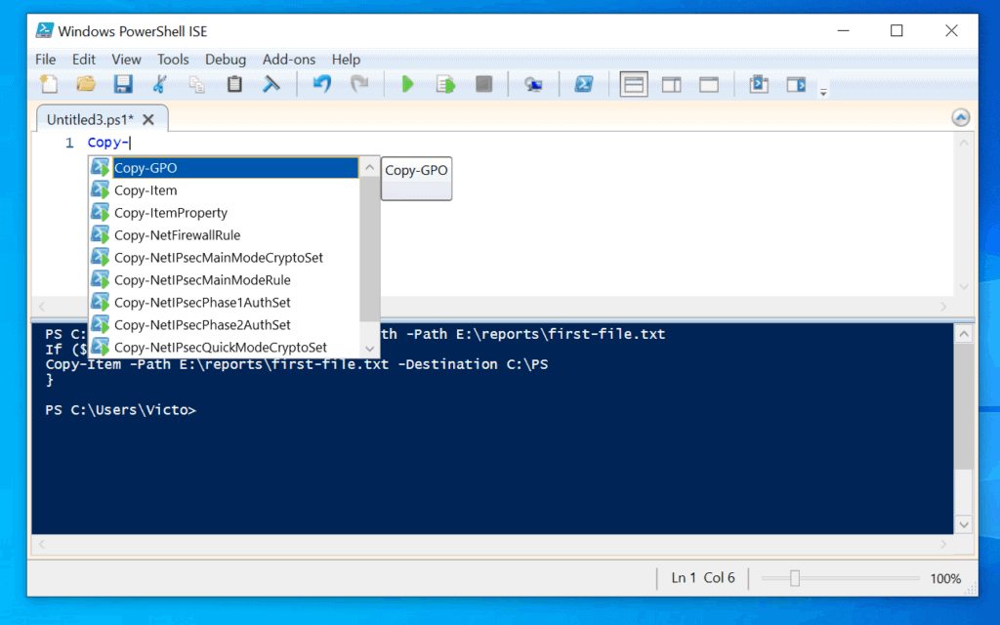 Windows PowerShell ISE
File Edit View Tools Debug Add-ons Help
Untitled3.ps1*
1 Copy-
Copy-GPO
Copy-GPO
Copy-Item
Copy-ItemProperty
Copy-NetFirewallRule
Copy-NetIPsecMainModeCryptoSet
Copy-NetIPsecMainModeRule
Copy-NetIPsecPhase1AuthSet
Copy-NetIPsecPhase2AuthSet
Copy-NetIPsecQuickModeCryptoSet
PS C: th -Path E:\reports\first-file.txt
If ($
Copy-Item -Path E:\reports\first-file.txt -Destination C:\PS
}
PS C:\Users\Victo>
Ln 1 Col 6 100%